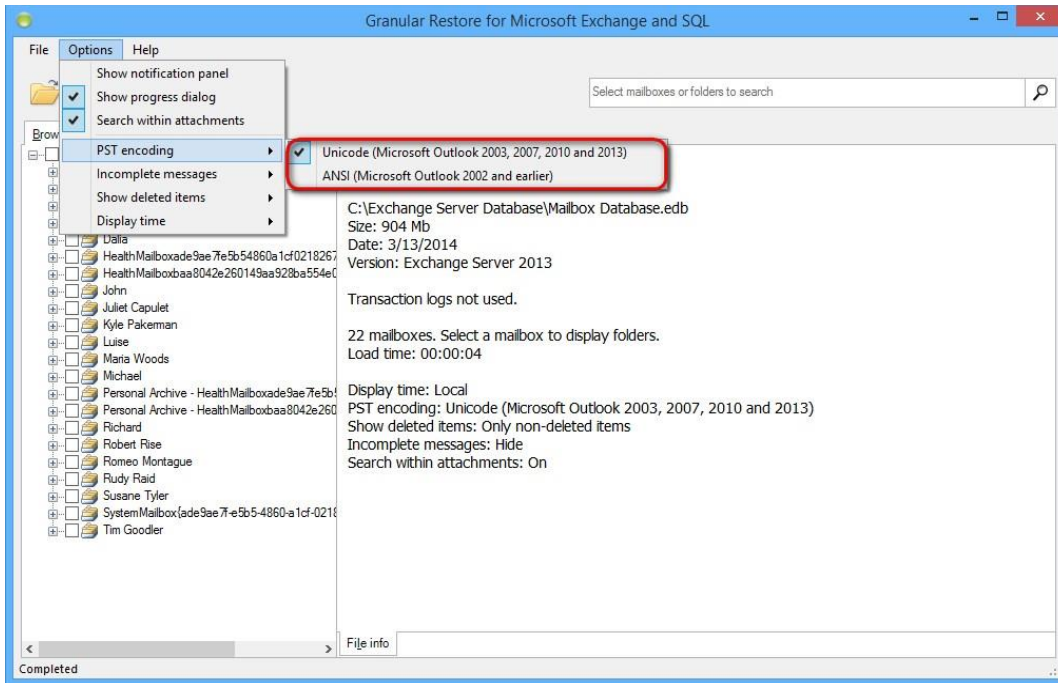 Granular Restore for Microsoft Exchange and SQL
File Options Help
Show notification panel
Show progress dialog
Search within attachments
PST encoding
Incomplete messages
Show deleted items
Display time
Unicode (Microsoft Outlook 2003, 2007, 2010 and 2013)
ANSI (Microsoft Outlook 2002 and earlier)
Select mailboxes or folders to search
Brow
Dalia
HealthMailboxade9ae7fe5b54860a1cf0218267
HealthMailboxbaa8042e260149aa928ba554e0
John
Juliet Capulet
Kyle Pakerman
Luise
Maria Woods
Michael
Personal Archive - HealthMailboxade9ae7fe5b5
Personal Archive - HealthMailboxbaa8042e260
Richard
Robert Rise
Romeo Montague
Rudy Raid
Susane Tyler
SystemMailbox{ade9ae7f-e5b5-4860-a1cf-0218
Tim Goodler
C:\Exchange Server Database\Mailbox Database.edb
Size: 904 Mb
Date: 3/13/2014
Version: Exchange Server 2013
Transaction logs not used.
22 mailboxes. Select a mailbox to display folders.
Load time: 00:00:04
Display time: Local
PST encoding: Unicode (Microsoft Outlook 2003, 2007, 2010 and 2013)
Show deleted items: Only non-deleted items
Incomplete messages: Hide
Search within attachments: On
File info
Completed